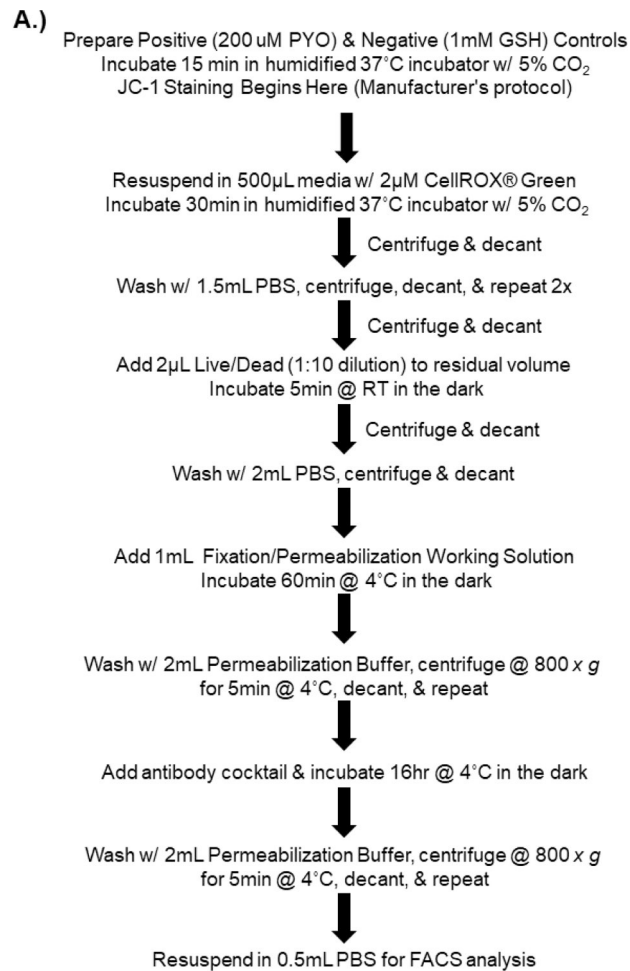 A.)
Prepare Positive (200 uM PYO) & Negative (1mM GSH) Controls
Incubate 15 min in humidified 37˚C incubator w/ 5% CO₂
JC-1 Staining Begins Here (Manufacturer's protocol)
Resuspend in 500µL media w/ 2µM CellROX® Green
Incubate 30min in humidified 37˚C incubator w/ 5% CO₂
Centrifuge & decant
Wash w/ 1.5mL PBS, centrifuge, decant, & repeat 2x
Centrifuge & decant
Add 2µL Live/Dead (1:10 dilution) to residual volume
Incubate 5min @ RT in the dark
Centrifuge & decant
Wash w/ 2mL PBS, centrifuge & decant
Add 1mL Fixation/Permeabilization Working Solution
Incubate 60min @ 4˚C in the dark
Wash w/ 2mL Permeabilization Buffer, centrifuge @ 800 x g
for 5min @ 4˚C, decant, & repeat
Add antibody cocktail & incubate 16hr @ 4˚C in the dark
Wash w/ 2mL Permeabilization Buffer, centrifuge @ 800 x g
for 5min @ 4˚C, decant, & repeat
Resuspend in 0.5mL PBS for FACS analysis